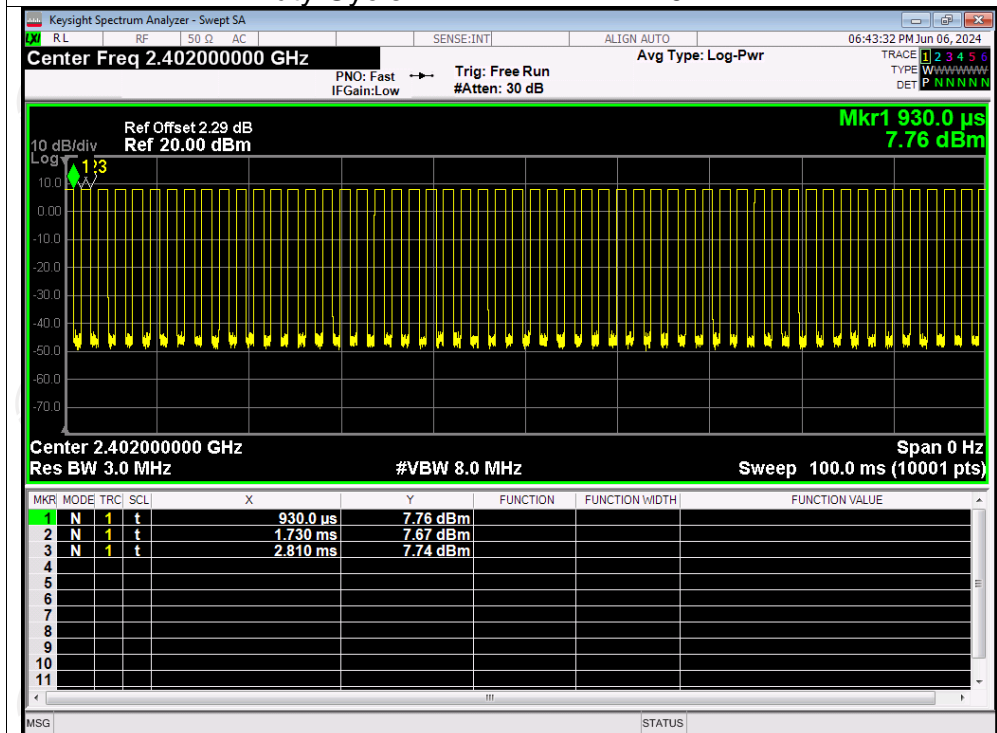 Keysight Spectrum Analyzer - Swept SA
LXI RL RF 50 Ω AC SENSE:INT ALIGN AUTO 06:43:32 PM Jun 06, 2024
Center Freq 2.402000000 GHz Avg Type: Log-Pwr TRACE 1 2 3 4 5 6
PNO: Fast Trig: Free Run TYPE WWWWWW
IFGain:Low #Atten: 30 dB DET P N N N N N
Mkr1 930.0 µs
Ref Offset 2.29 dB
10 dB/div Ref 20.00 dBm 7.76 dBm
Log
1 3
10.0
0.00
-10.0
-20.0
-30.0
-40.0
-50.0
-60.0
-70.0
Center 2.402000000 GHz Span 0 Hz
Res BW 3.0 MHz #VBW 8.0 MHz Sweep 100.0 ms (10001 pts)
MKR MODE TRC SCL X Y FUNCTION FUNCTION WIDTH FUNCTION VALUE
1 N 1 t 930.0 µs 7.76 dBm
2 N 1 t 1.730 ms 7.67 dBm
3 N 1 t 2.810 ms 7.74 dBm
4
5
6
7
8
9
10
11
MSG STATUS